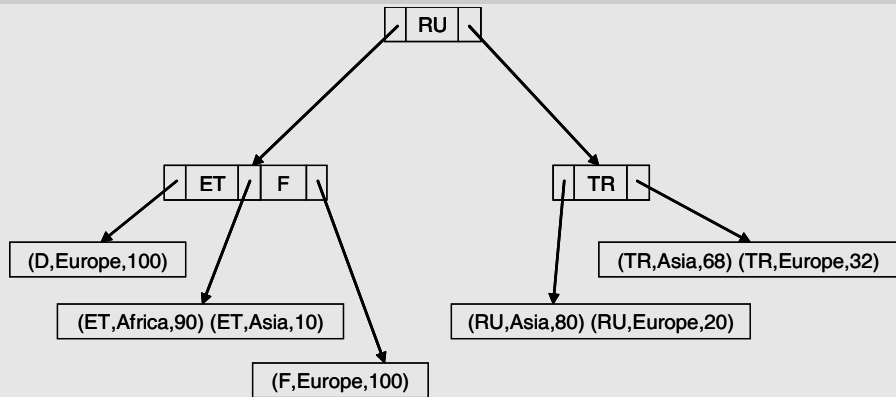 RU
ET F
TR
(D,Europe,100)
(TR,Asia,68) (TR,Europe,32)
(ET,Africa,90) (ET,Asia,10)
(RU,Asia,80) (RU,Europe,20)
(F,Europe,100)